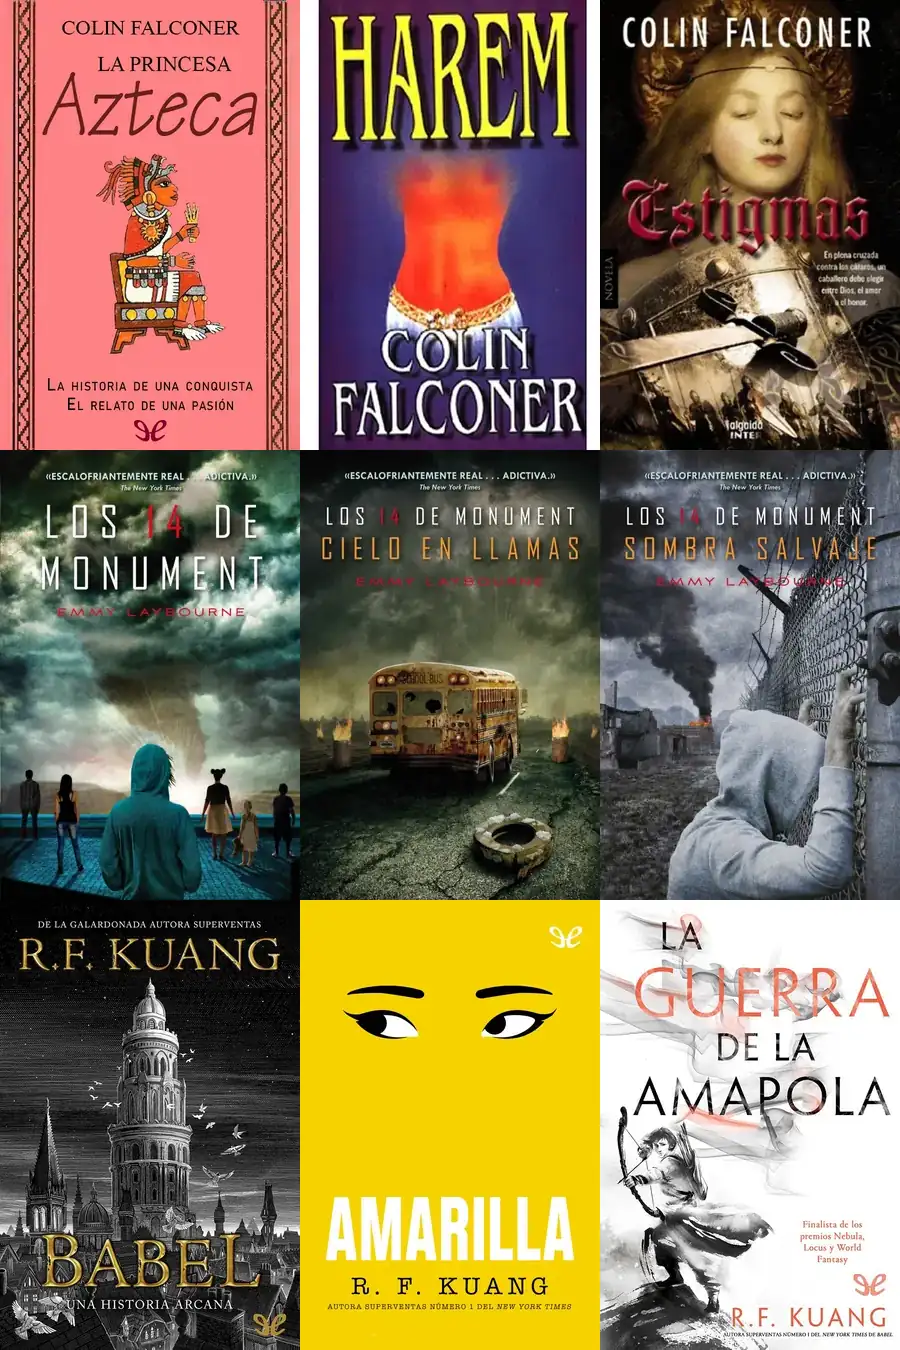 COLIN FALCONER
LA PRINCESA
Azteca
LA HISTORIA DE UNA CONQUISTA
EL RELATO DE UNA PASIÓN
HAREM
COLIN
FALCONER
COLIN FALCONER
Estigmas
NOVELA
En plena cruzada
contra los cátaros, un
caballero debe elegir
entre Dios, el amor
o el honor.
algaida
INTER
«ESCALOFRIANTEMENTE REAL . . . ADICTIVA.»
The New York Times
LOS 14 DE
MONUMENT
EMMY LAYBOURNE
«ESCALOFRIANTEMENTE REAL . . . ADICTIVA.»
The New York Times
LOS 14 DE MONUMENT
CIELO EN LLAMAS
EMMY LAYBOURNE
SCHOOL BUS
«ESCALOFRIANTEMENTE REAL . . . ADICTIVA.»
The New York Times
LOS 14 DE MONUMENT
SOMBRA SALVAJE
EMMY LAYBOURNE
DE LA GALARDONADA AUTORA SUPERVENTAS
R.F. KUANG
BABEL
UNA HISTORIA ARCANA
AMARILLA
R. F. KUANG
AUTORA SUPERVENTAS NÚMERO 1 DEL NEW YORK TIMES
LA
GUERRA
DE LA
AMAPOLA
Finalista de los
premios Nebula,
Locus y World
Fantasy
R.F. KUANG
AUTORA SUPERVENTAS NÚMERO 1 DEL NEW YORK TIMES DE BABEL